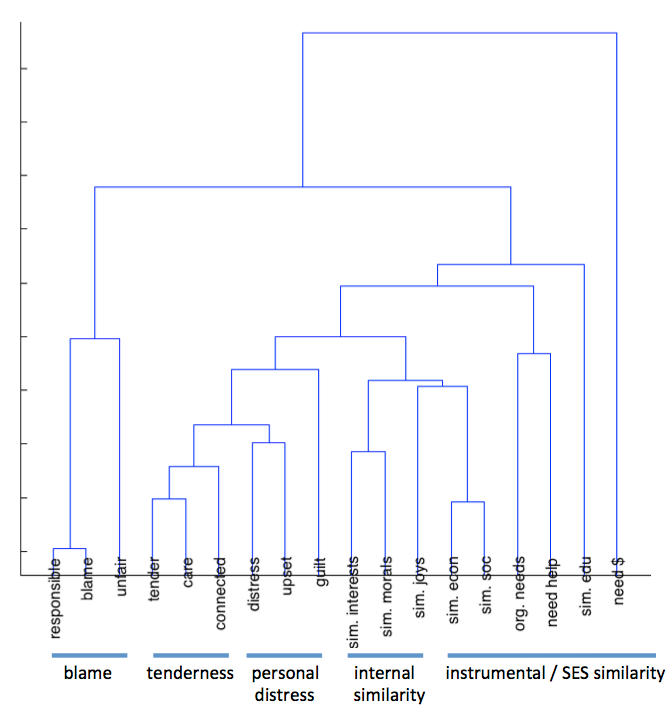 responsible
blame
unfair
tender
care
connected
distress
upset
guilt
sim. interests
sim. morals
sim. joys
sim. econ
sim. soc
org. needs
need help
sim. edu
need $
blame
tenderness
personal
distress
internal
similarity
instrumental / SES similarity